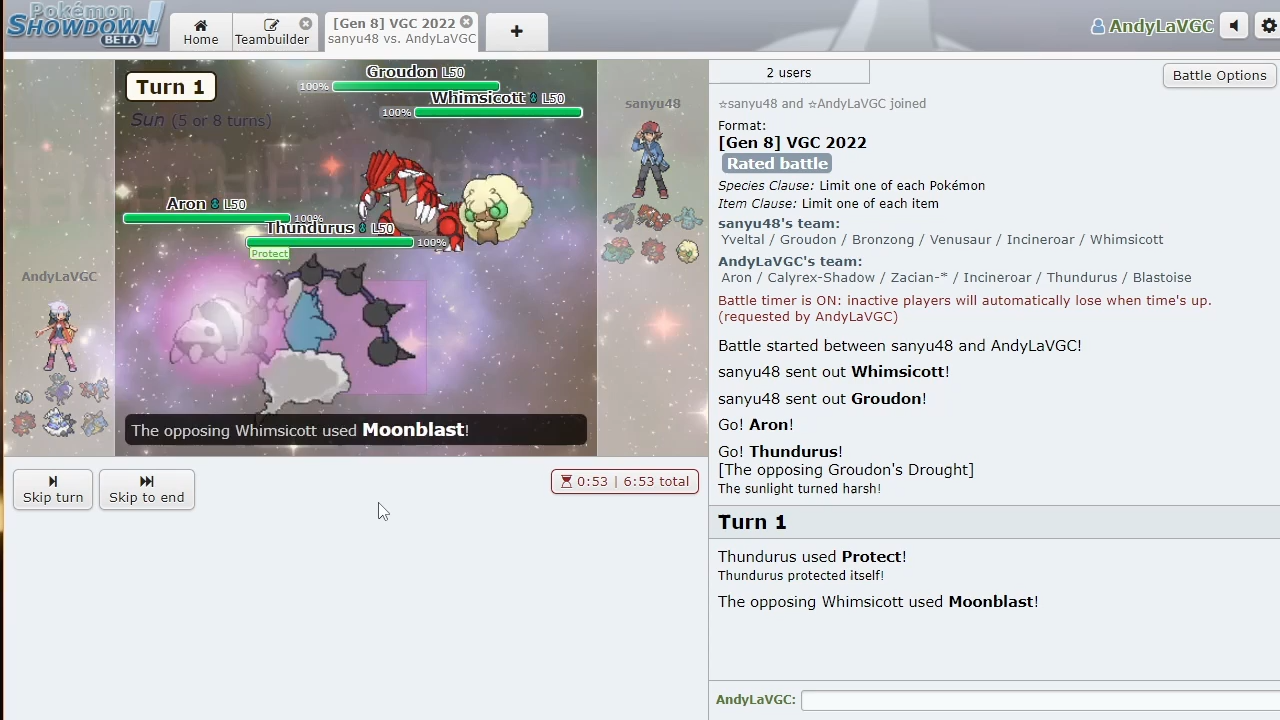 Pokémon
SHOWDOWN!
BETA
Home
Teambuilder
[Gen 8] VGC 2022
sanyu48 vs. AndyLaVGC
+
AndyLaVGC
Turn 1
Sun (5 or 8 turns)
Groudon L50
100%
Whimsicott L50
100%
sanyu48
Aron L50
100%
Thundurus L50
100%
Protect
AndyLaVGC
The opposing Whimsicott used Moonblast!
Skip turn
Skip to end
0:53 | 6:53 total
2 users
Battle Options
☆sanyu48 and ☆AndyLaVGC joined
Format:
[Gen 8] VGC 2022
Rated battle
Species Clause: Limit one of each Pokémon
Item Clause: Limit one of each item
sanyu48's team:
Yveltal / Groudon / Bronzong / Venusaur / Incineroar / Whimsicott
AndyLaVGC's team:
Aron / Calyrex-Shadow / Zacian-* / Incineroar / Thundurus / Blastoise
Battle timer is ON: inactive players will automatically lose when time's up.
(requested by AndyLaVGC)
Battle started between sanyu48 and AndyLaVGC!
sanyu48 sent out Whimsicott!
sanyu48 sent out Groudon!
Go! Aron!
Go! Thundurus!
[The opposing Groudon's Drought]
The sunlight turned harsh!
Turn 1
Thundurus used Protect!
Thundurus protected itself!
The opposing Whimsicott used Moonblast!
AndyLaVGC: